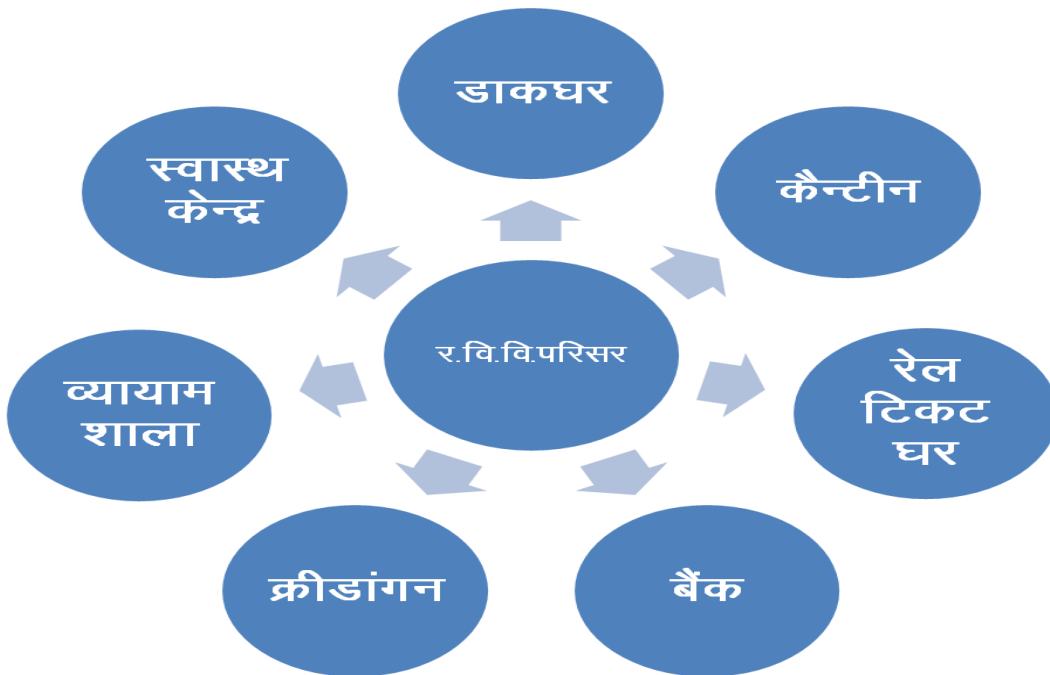 डाकघर
कैन्टीन
रेल
टिकट
घर
बैंक
क्रीडांगन
व्यायाम
शाला
स्वास्थ
केन्द्र
र.वि.वि.परिसर